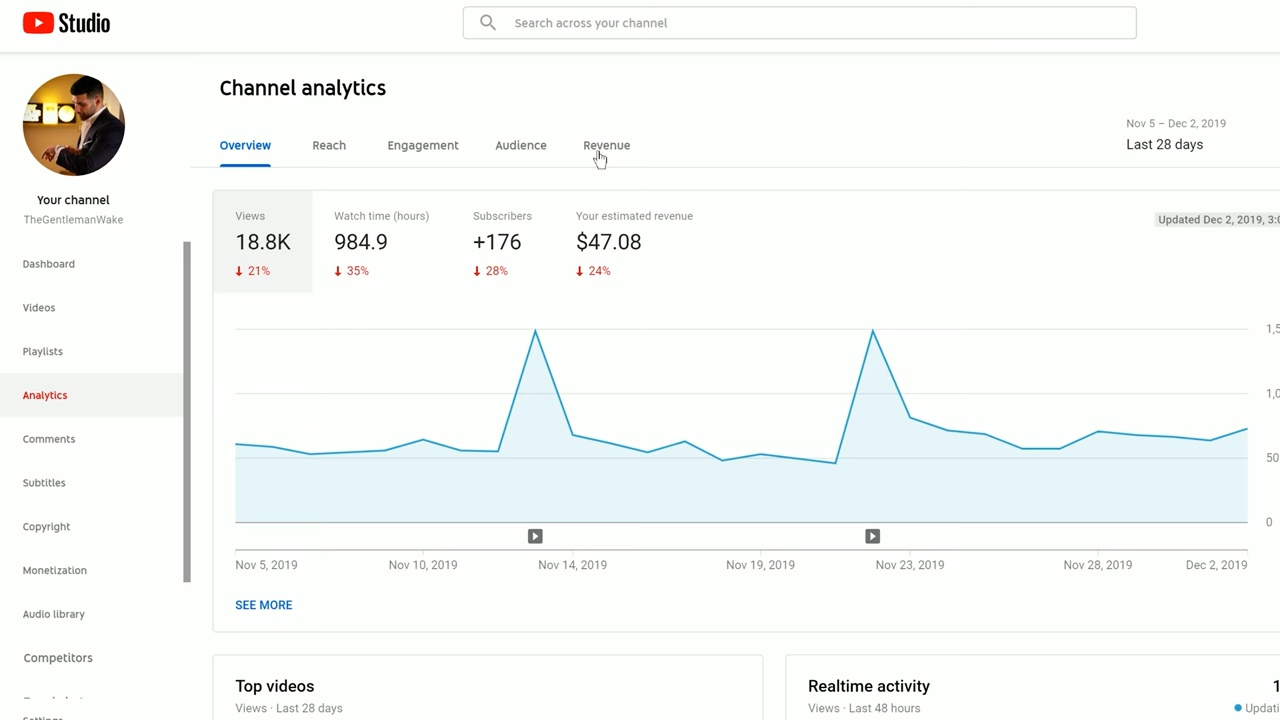 Studio
Search across your channel
Channel analytics
Nov 5 – Dec 2, 2019
Last 28 days
Overview Reach Engagement Audience Revenue
Your channel
TheGentlemanWake
Views Watch time (hours) Subscribers Your estimated revenue
Updated Dec 2, 2019,
18.8K 984.9 +176 $47.08
21% 35% 28% 24%
Dashboard
Videos
Playlists
Analytics
Comments
Subtitles
Copyright
Monetization
Audio library
Competitors
0
Nov 5, 2019 Nov 10, 2019 Nov 14, 2019 Nov 19, 2019 Nov 23, 2019 Nov 28, 2019 Dec 2, 2019
SEE MORE
Top videos
Views · Last 28 days
Realtime activity
Views · Last 48 hours